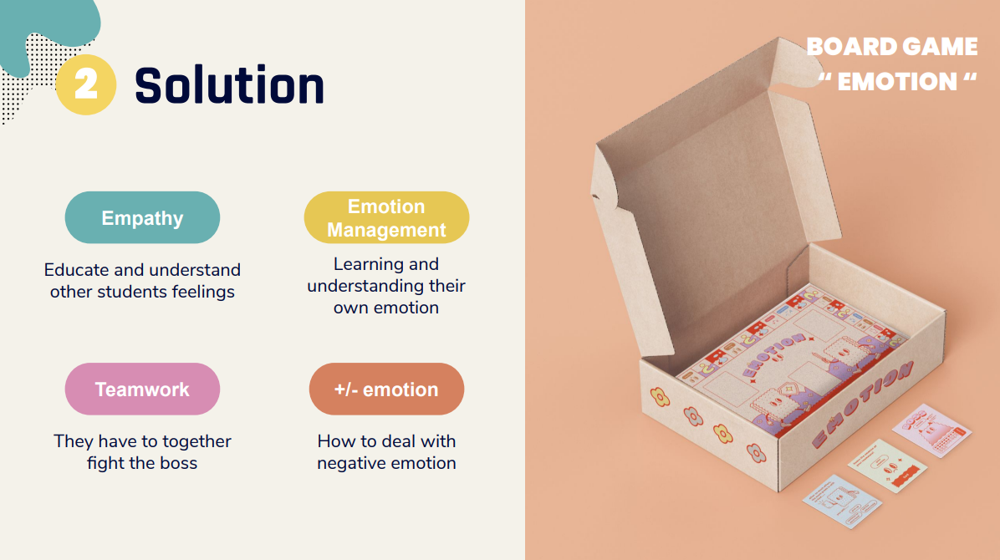 2 Solution
Empathy
Educate and understand
other students feelings
Emotion
Management
Learning and
understanding their
own emotion
Teamwork
They have to together
fight the boss
+/- emotion
How to deal with
negative emotion
BOARD GAME
“ EMOTION “
EMOTION
EMOTION